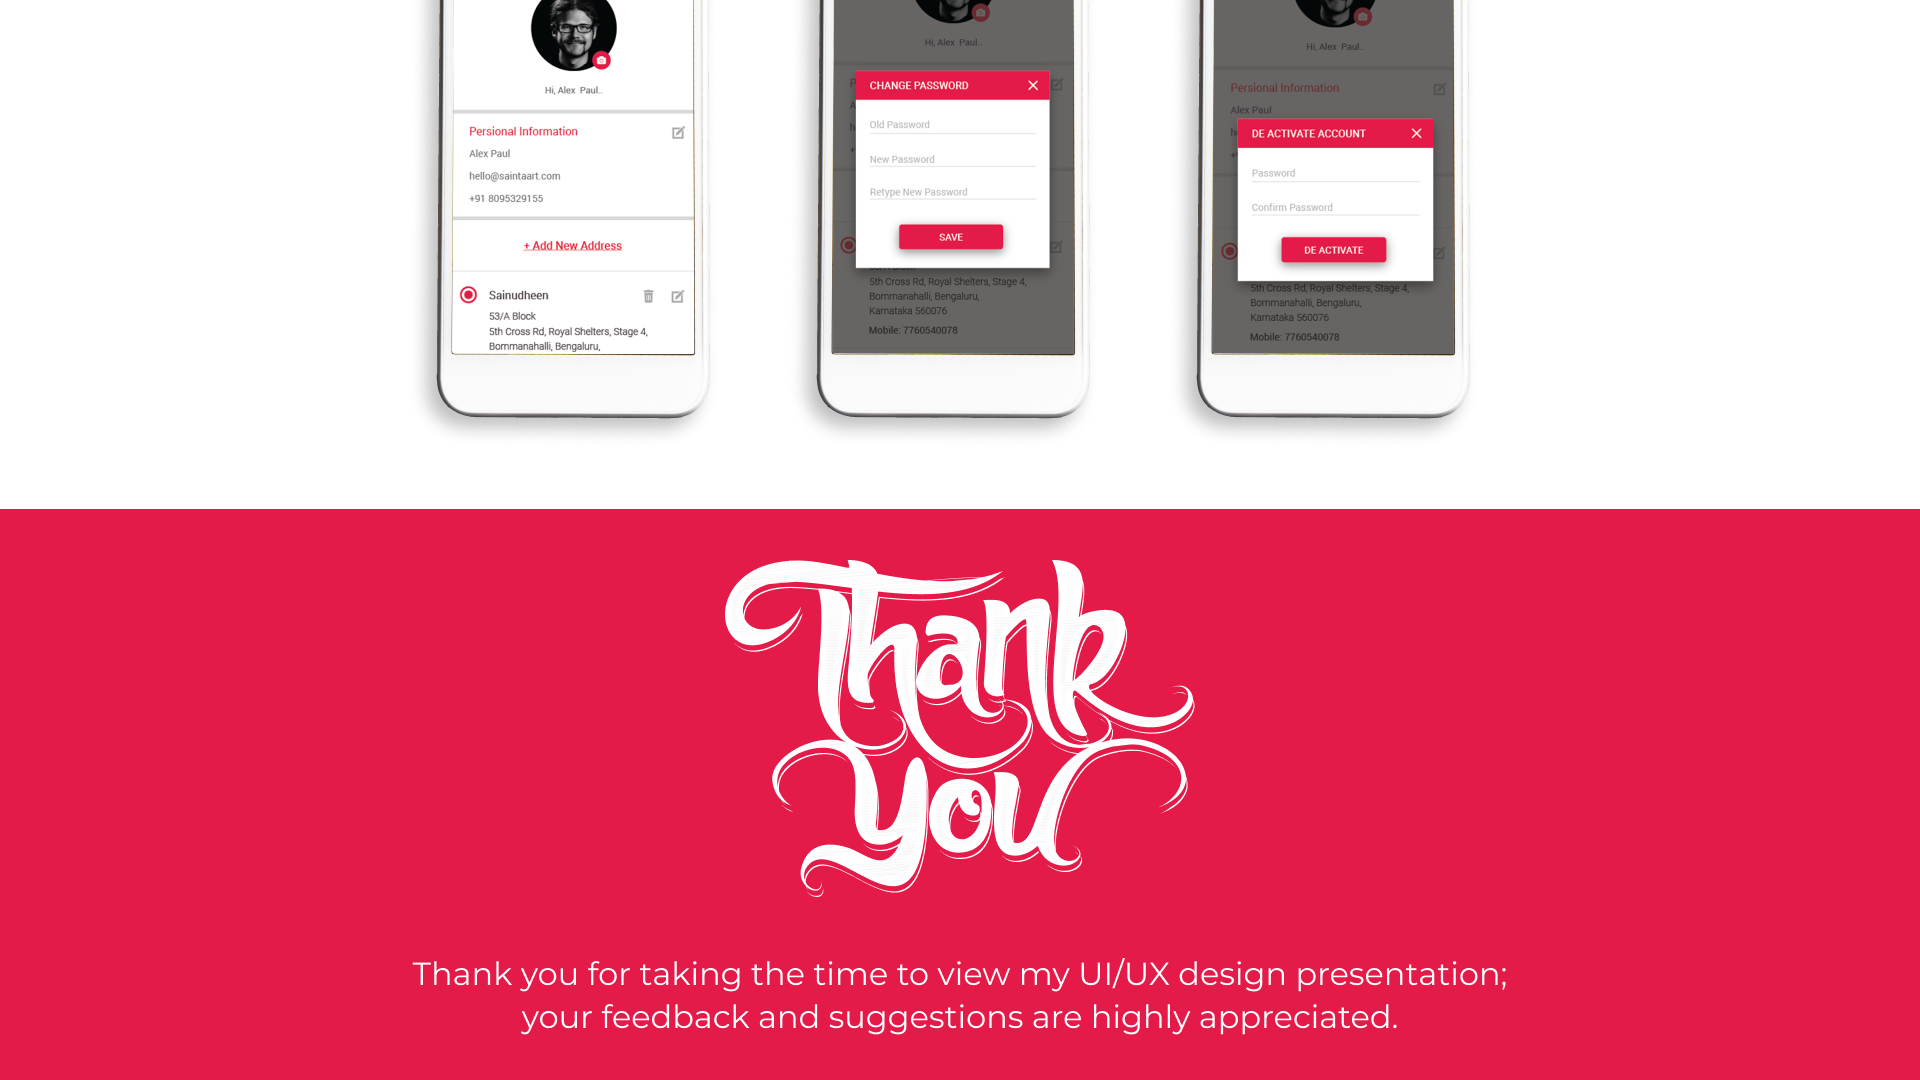 Hi, Alex Paul..
Persional Information
Alex Paul
hello@saintaart.com
+91 8095329155
+ Add New Address
Sainudheen
53/A Block
5th Cross Rd, Royal Shelters, Stage 4,
Bommanahalli, Bengaluru,
Hi, Alex Paul..
CHANGE PASSWORD
Old Password
New Password
Retype New Password
SAVE
5th Cross Rd, Royal Shelters, Stage 4,
Bommanahalli, Bengaluru,
Karnataka 560076
Mobile: 7760540078
Hi, Alex Paul..
Persional Information
Alex Paul
DE ACTIVATE ACCOUNT
Password
Confirm Password
DE ACTIVATE
5th Cross Rd, Royal Shelters, Stage 4,
Bommanahalli, Bengaluru,
Karnataka 560076
Mobile: 7760540078
Thank
you
Thank you for taking the time to view my UI/UX design presentation;
your feedback and suggestions are highly appreciated.